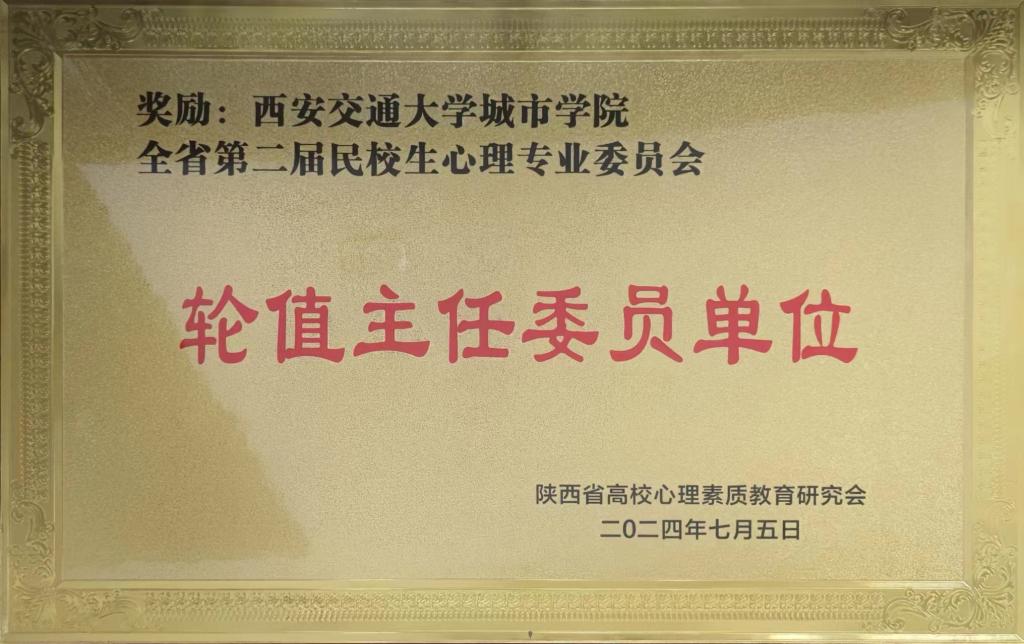 奖励：西安交通大学城市学院
全省第二届民校生心理专业委员会
轮值主任委员单位
陕西省高校心理素质教育研究会
二〇二四年七月五日